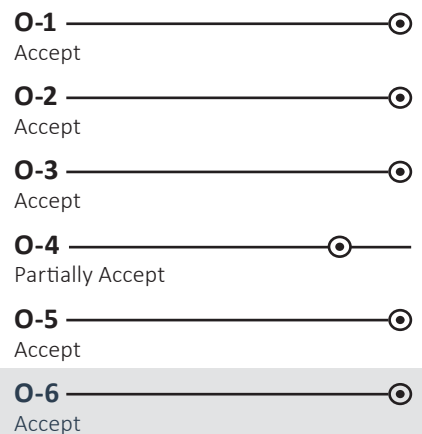 O-1
Accept
O-2
Accept
O-3
Accept
O-4
Partially Accept
O-5
Accept
O-6
Accept